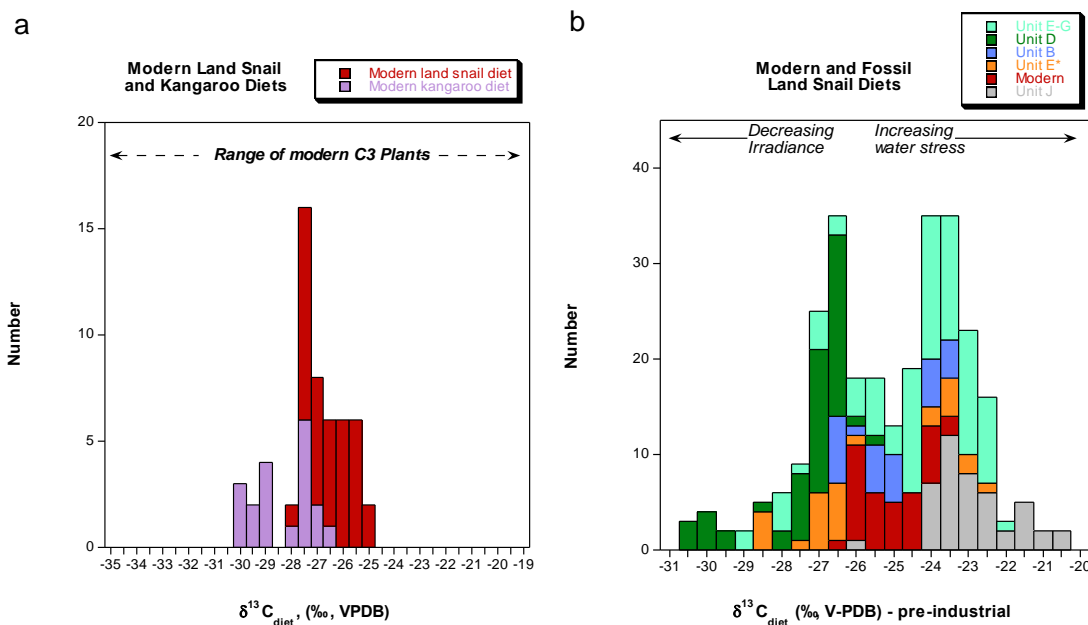 a
Modern Land Snail
and Kangaroo Diets
Modern land snail diet
Modern kangaroo diet
Range of modern C3 Plants
20
15
10
5
0
Number
-35 -34 -33 -32 -31 -30 -29 -28 -27 -26 -25 -24 -23 -22 -21 -20 -19
δ¹³C_diet, (‰, VPDB)
b
Modern and Fossil
Land Snail Diets
Unit E-G
Unit D
Unit B
Unit E*
Modern
Unit J
Decreasing
Irradiance
Increasing
water stress
40
30
20
10
0
Number
-31 -30 -29 -28 -27 -26 -25 -24 -23 -22 -21 -20
δ¹³C_diet (‰, V-PDB) - pre-industrial